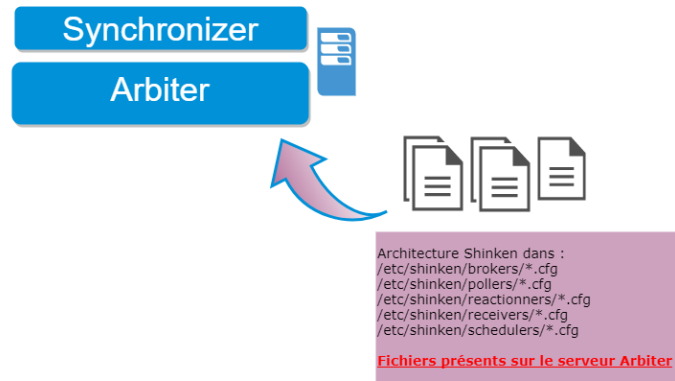 Synchronizer
Arbiter
Architecture Shinken dans :
/etc/shinken/brokers/*.cfg
/etc/shinken/pollers/*.cfg
/etc/shinken/reactionners/*.cfg
/etc/shinken/receivers/*.cfg
/etc/shinken/schedulers/*.cfg
Fichiers présents sur le serveur Arbiter